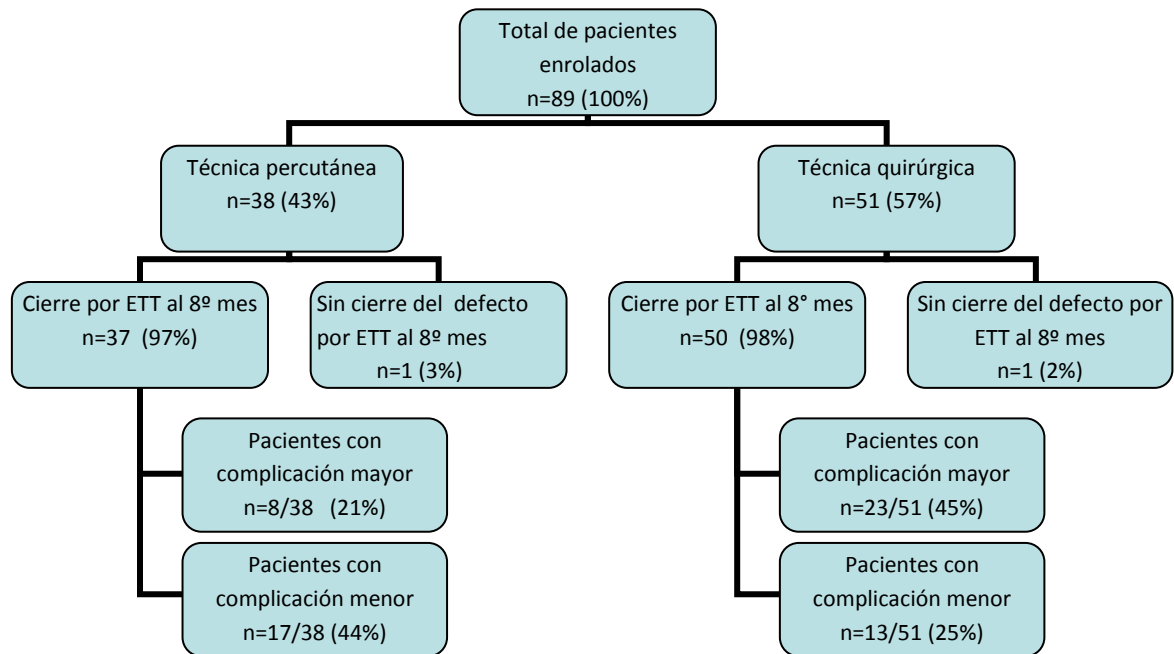 Total de pacientes
enrolados
n=89 (100%)
Técnica percutánea
n=38 (43%)
Técnica quirúrgica
n=51 (57%)
Cierre por ETT al 8º mes
n=37 (97%)
Sin cierre del defecto
por ETT al 8º mes
n=1 (3%)
Cierre por ETT al 8° mes
n=50 (98%)
Sin cierre del defecto por
ETT al 8º mes
n=1 (2%)
Pacientes con
complicación mayor
n=8/38 (21%)
Pacientes con
complicación menor
n=17/38 (44%)
Pacientes con
complicación mayor
n=23/51 (45%)
Pacientes con
complicación menor
n=13/51 (25%)